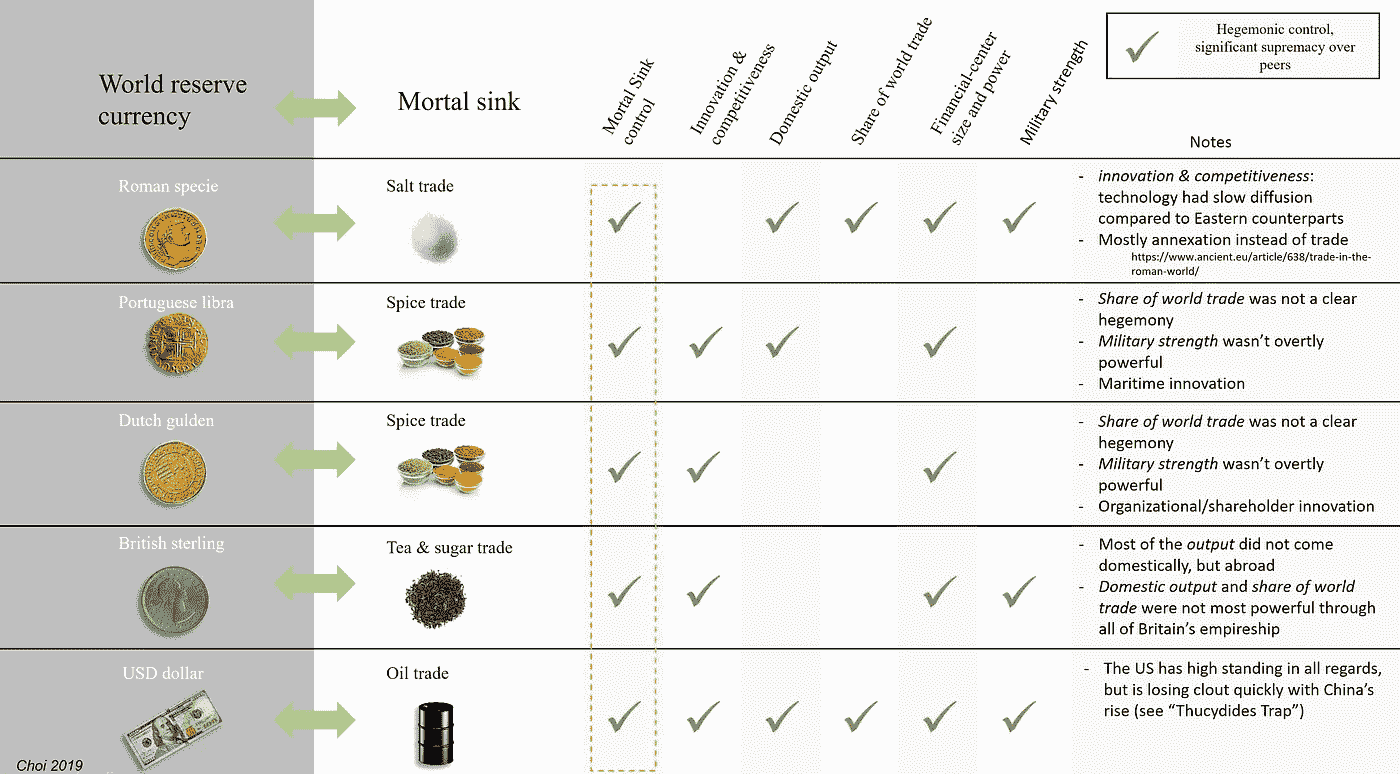 World reserve
currency
Mortal sink
Mortal Sink
control
Innovation &
competitiveness
Domestic output
Share of world trade
Financial-center
size and power
Military strength
Hegemonic control,
significant supremacy over
peers
Notes
Roman specie
Salt trade
- innovation & competitiveness:
technology had slow diffusion
compared to Eastern counterparts
- Mostly annexation instead of trade
https://www.ancient.eu/article/638/trade-in-the-
roman-world/
Portuguese libra
Spice trade
- Share of world trade was not a clear
hegemony
- Military strength wasn't overtly
powerful
- Maritime innovation
Dutch gulden
Spice trade
- Share of world trade was not a clear
hegemony
- Military strength wasn't overtly
powerful
- Organizational/shareholder innovation
British sterling
Tea & sugar trade
- Most of the output did not come
domestically, but abroad
- Domestic output and share of world
trade were not most powerful through
all of Britain's empireship
USD dollar
Oil trade
- The US has high standing in all regards,
but is losing clout quickly with China's
rise (see "Thucydides Trap")
Choi 2019